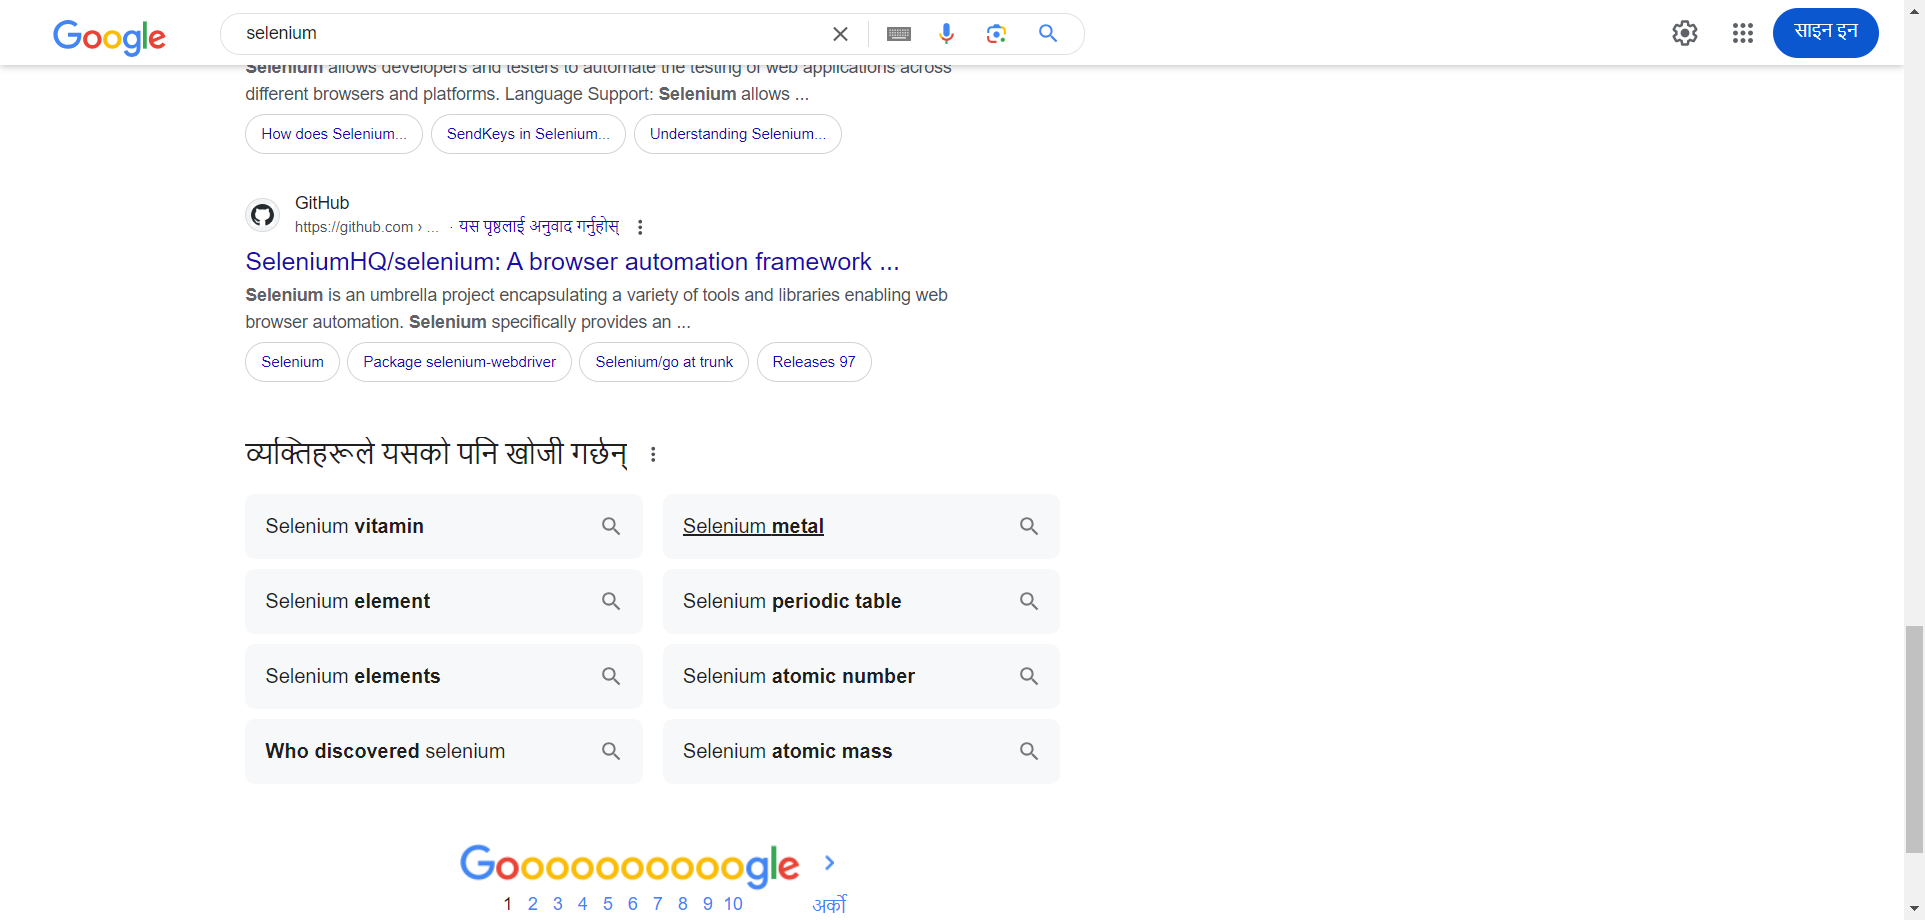 Google
selenium
साइन इन
Selenium allows developers and testers to automate the testing of web applications across
different browsers and platforms. Language Support: Selenium allows ...
How does Selenium...
SendKeys in Selenium...
Understanding Selenium...
GitHub
https://github.com › ... · यस पृष्ठलाई अनुवाद गर्नुहोस्
SeleniumHQ/selenium: A browser automation framework ...
Selenium is an umbrella project encapsulating a variety of tools and libraries enabling web
browser automation. Selenium specifically provides an ...
Selenium
Package selenium-webdriver
Selenium/go at trunk
Releases 97
व्यक्तिहरूले यसको पनि खोजी गर्छन्
Selenium vitamin
Selenium metal
Selenium element
Selenium periodic table
Selenium elements
Selenium atomic number
Who discovered selenium
Selenium atomic mass
Goooooooooogle
1 2 3 4 5 6 7 8 9 10 अर्को